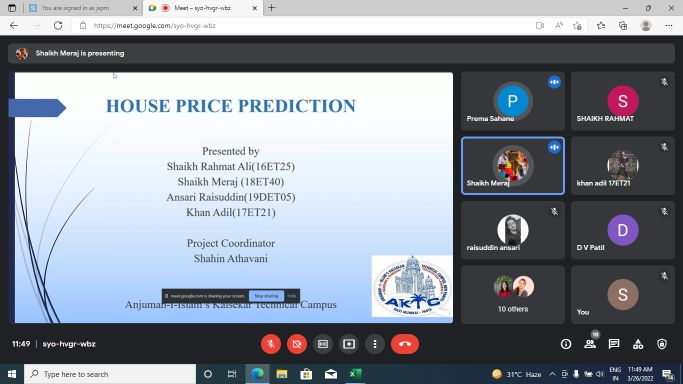 You are signed in as jspm
Meet – syo-hvgr-wbz
https://meet.google.com/syo-hvgr-wbz
Shaikh Meraj is presenting
HOUSE PRICE PREDICTION
Presented by
Shaikh Rahmat Ali(16ET25)
Shaikh Meraj (18ET40)
Ansari Raisuddin(19DET05)
Khan Adil(17ET21)
Project Coordinator
Shahin Athavani
meet.google.com is sharing your screen.
Stop sharing
Hide
Anjuman-I-Islam's Kalsekar Technical Campus
AKTC
P
Prema Sahane
S
SHAIKH RAHMAT
Shaikh Meraj
khan adil 17ET21
raisuddin ansari
D
D V Patil
10 others
S
You
11:49
syo-hvgr-wbz
18
Type here to search
31°C Haze
ENG
IN
11:49 AM
3/26/2022